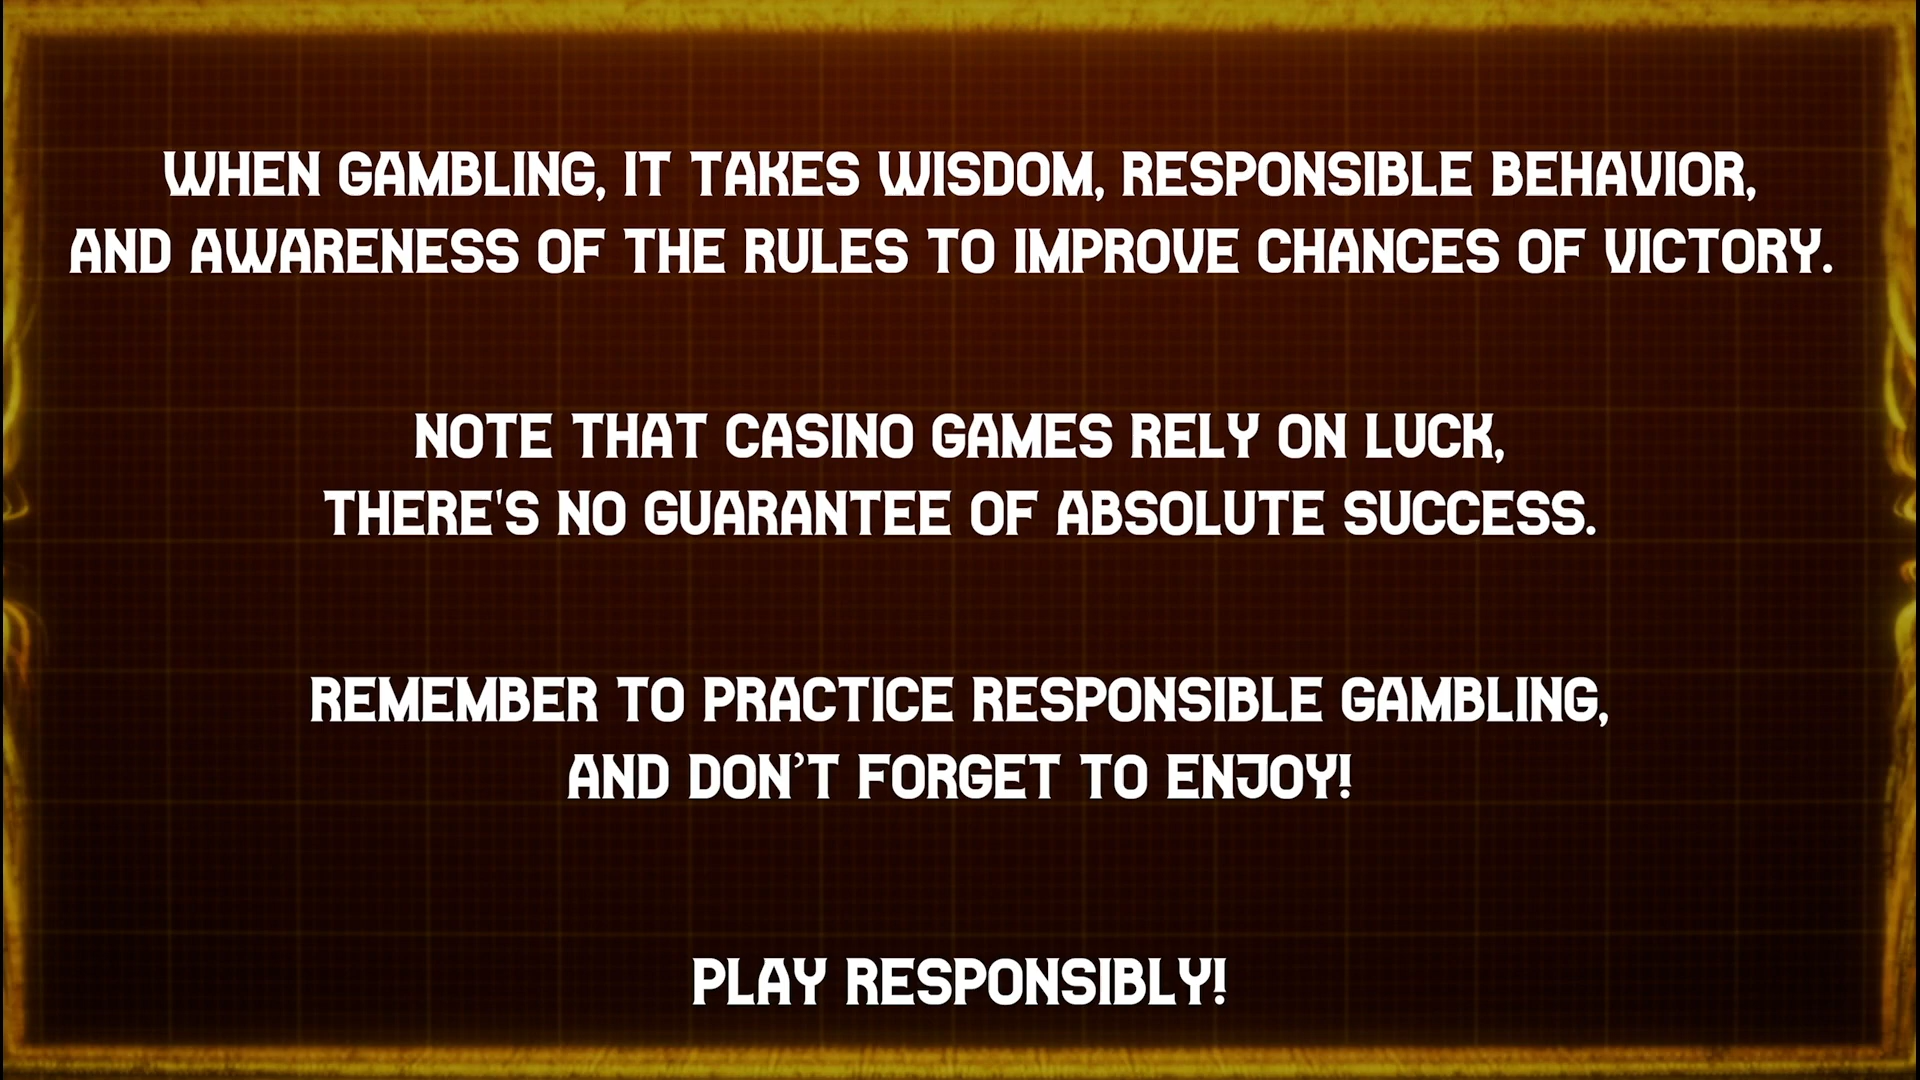 WHEN GAMBLING, IT TAKES WISDOM, RESPONSIBLE BEHAVIOR,
AND AWARENESS OF THE RULES TO IMPROVE CHANCES OF VICTORY.
NOTE THAT CASINO GAMES RELY ON LUCK,
THERE'S NO GUARANTEE OF ABSOLUTE SUCCESS.
REMEMBER TO PRACTICE RESPONSIBLE GAMBLING,
AND DON’T FORGET TO ENJOY!
PLAY RESPONSIBLY!